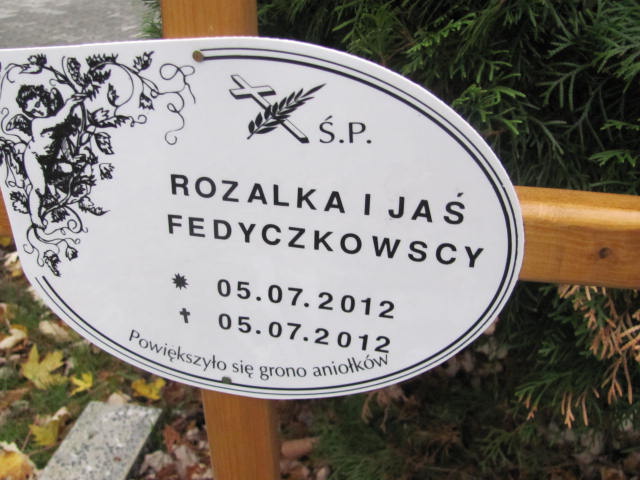 Ś.P.
ROZALKA I JAŚ
FEDYCZKOWSCY
05.07.2012
05.07.2012
Powiększyło się grono aniołków